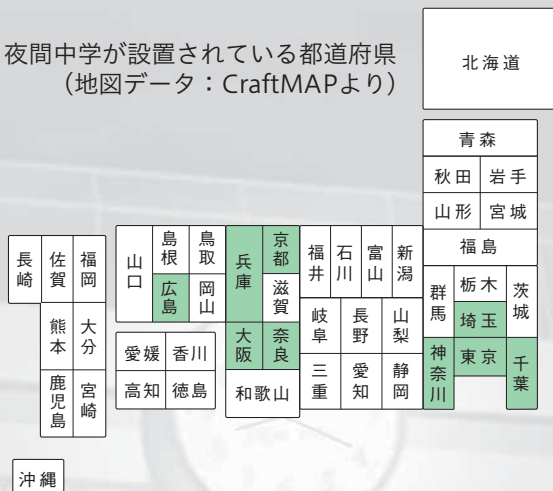 夜間中学が設置されている都道府県
（地図データ：CraftMAPより）
北海道
青森
秋田
岩手
山形
宮城
福島
群馬
栃木
茨城
埼玉
神奈川
東京
千葉
福井
石川
富山
新潟
岐阜
長野
山梨
三重
愛知
静岡
兵庫
京都
滋賀
大阪
奈良
和歌山
山口
島根
鳥取
広島
岡山
愛媛
香川
高知
徳島
長崎
佐賀
福岡
熊本
大分
鹿児島
宮崎
沖縄